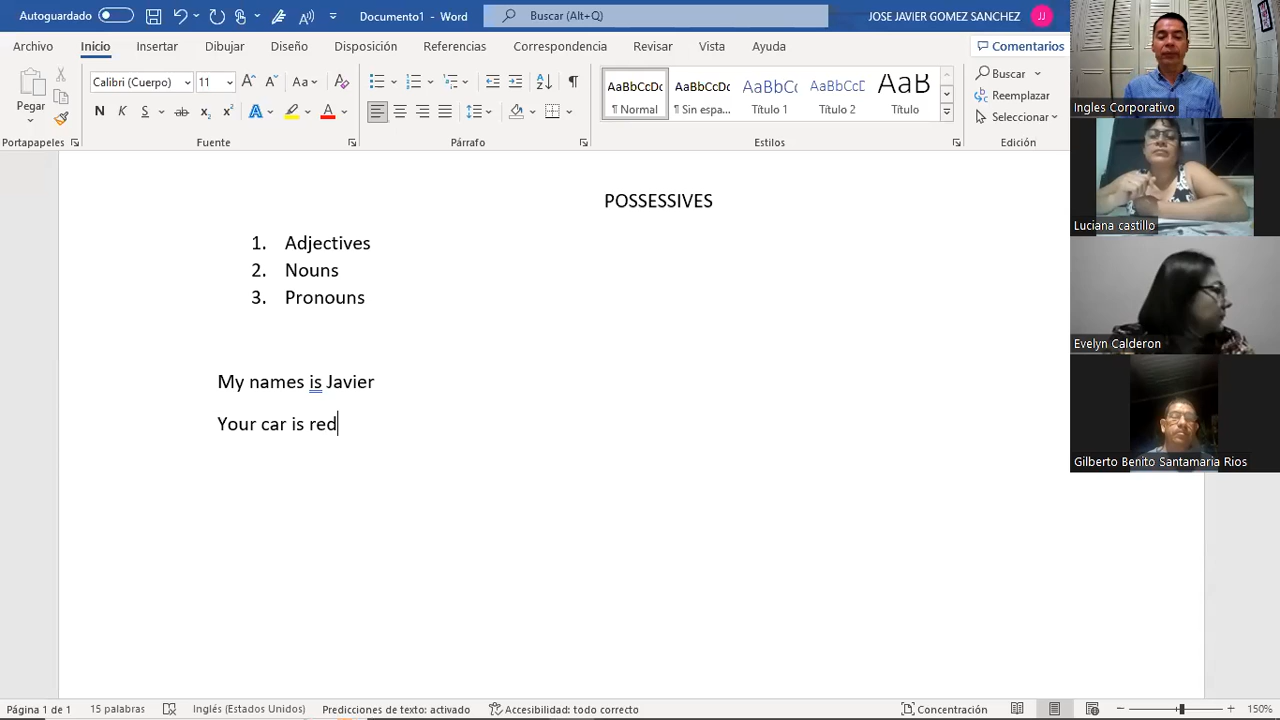 Autoguardado
Documento1 - Word
Buscar (Alt+Q)
JOSE JAVIER GOMEZ SANCHEZ
JJ
Archivo Inicio Insertar Dibujar Diseño Disposición Referencias Correspondencia Revisar Vista Ayuda
Comentarios
Pegar
Calibri (Cuerpo) 11
AaBbCcDc AaBbCcDc AaBbCc AaBbCcD AaB
¶ Normal ¶ Sin espa... Título 1 Título 2 Título
Buscar
Reemplazar
Seleccionar
Portapapeles Fuente Párrafo Estilos Edición
POSSESSIVES
1. Adjectives
2. Nouns
3. Pronouns
My names is Javier
Your car is red
Ingles Corporativo
Luciana castillo
Evelyn Calderon
Gilberto Benito Santamaria Rios
Página 1 de 1 15 palabras Inglés (Estados Unidos) Predicciones de texto: activado Accesibilidad: todo correcto Concentración 150%